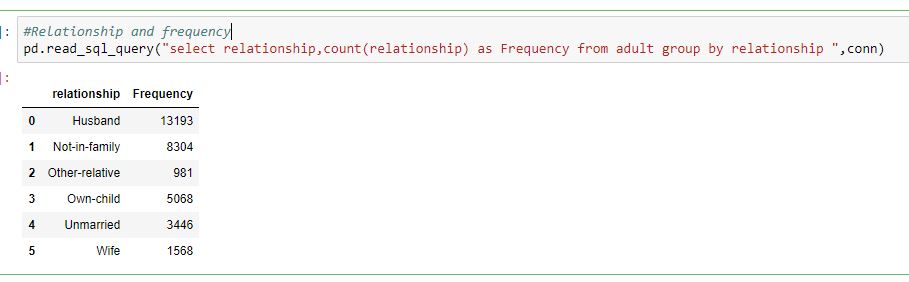 ]: #Relationship and frequency
pd.read_sql_query("select relationship,count(relationship) as Frequency from adult group by relationship ",conn)
]:
relationship Frequency
0 Husband 13193
1 Not-in-family 8304
2 Other-relative 981
3 Own-child 5068
4 Unmarried 3446
5 Wife 1568